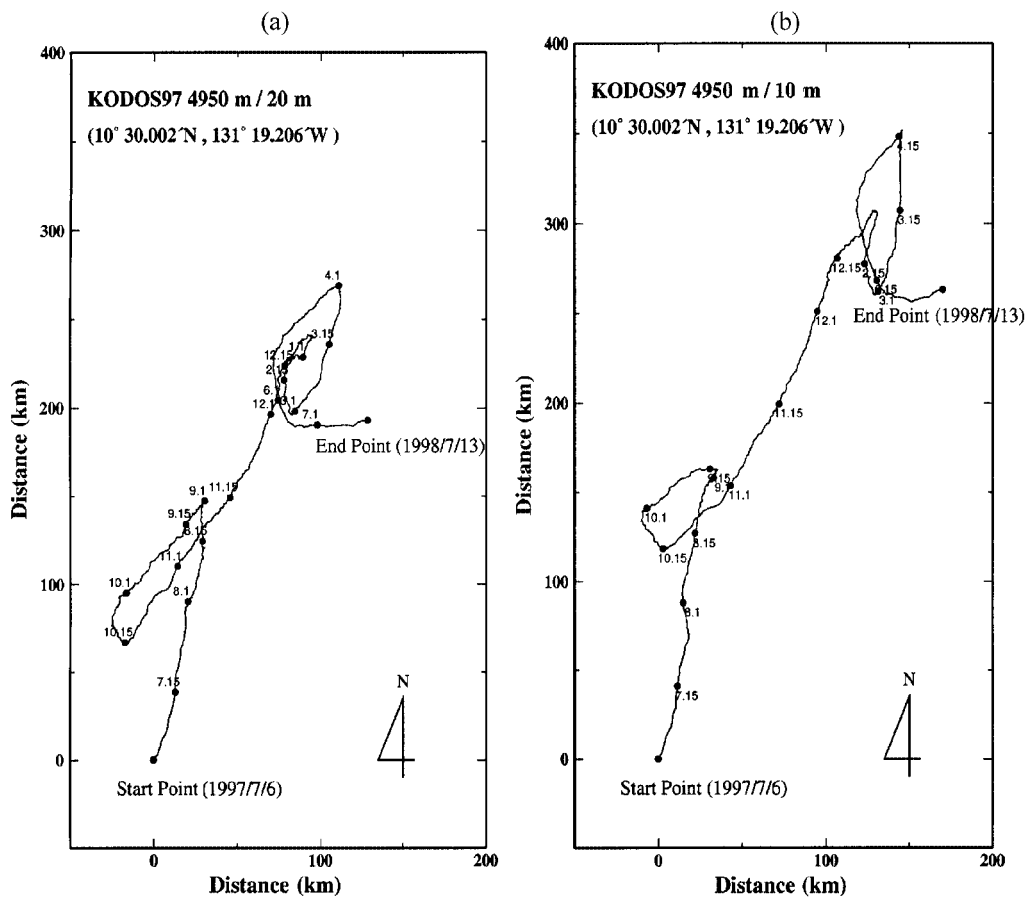 (a)
KODOS97 4950 m / 20 m
(10° 30.002´N , 131° 19.206´W )
400
300
200
100
0
Distance (km)
4.1
3.15
1.1
12.15
2.15
6.1
3.1
12.1
7.1
End Point (1998/7/13)
9.1
11.15
9.15
8.15
11.1
10.1
8.1
10.15
7.15
N
Start Point (1997/7/6)
0
100
200
Distance (km)
(b)
KODOS97 4950 m / 10 m
(10° 30.002´N , 131° 19.206´W )
400
300
200
100
0
Distance (km)
4.15
3.15
12.15
3.1
End Point (1998/7/13)
12.1
11.15
9.15
11.1
10.1
8.15
10.15
8.1
7.15
N
Start Point (1997/7/6)
0
100
200
Distance (km)